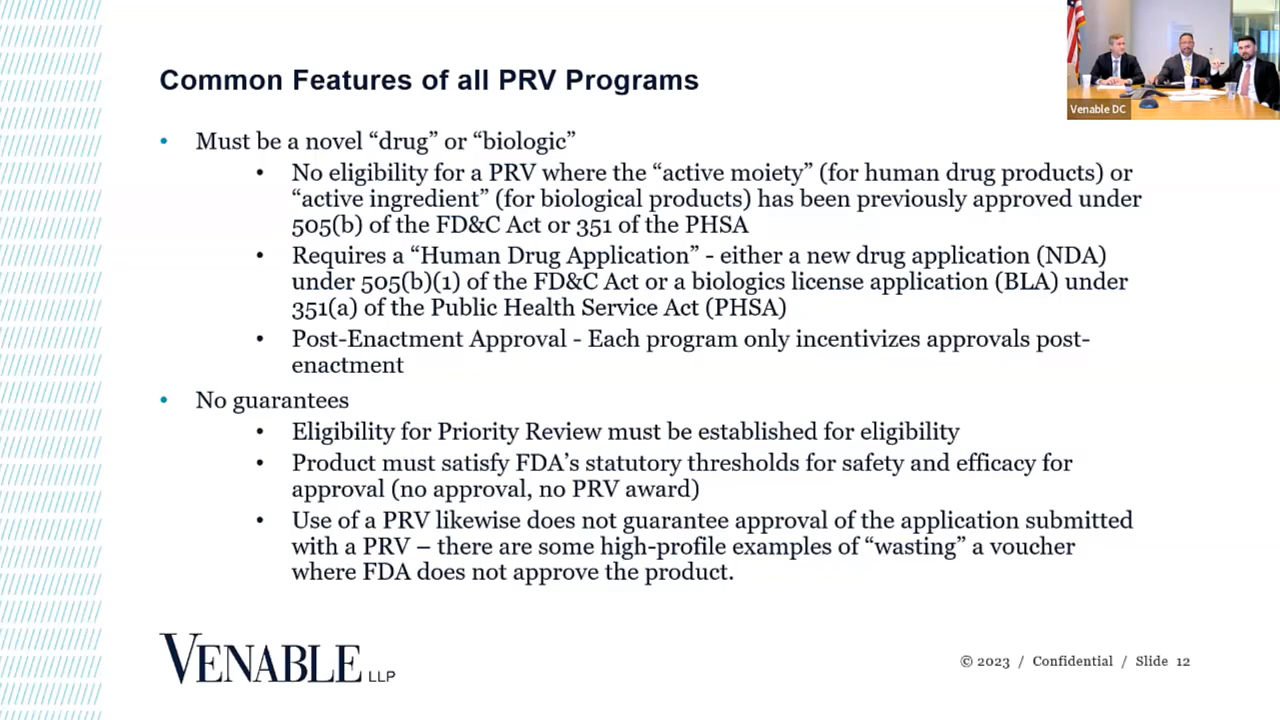 Common Features of all PRV Programs
Venable DC
• Must be a novel “drug” or “biologic”
• No eligibility for a PRV where the “active moiety” (for human drug products) or
“active ingredient” (for biological products) has been previously approved under
505(b) of the FD&C Act or 351 of the PHSA
• Requires a “Human Drug Application” - either a new drug application (NDA)
under 505(b)(1) of the FD&C Act or a biologics license application (BLA) under
351(a) of the Public Health Service Act (PHSA)
• Post-Enactment Approval - Each program only incentivizes approvals post-
enactment
• No guarantees
• Eligibility for Priority Review must be established for eligibility
• Product must satisfy FDA’s statutory thresholds for safety and efficacy for
approval (no approval, no PRV award)
• Use of a PRV likewise does not guarantee approval of the application submitted
with a PRV – there are some high-profile examples of “wasting” a voucher
where FDA does not approve the product.
VENABLE LLP
© 2023 / Confidential / Slide 12